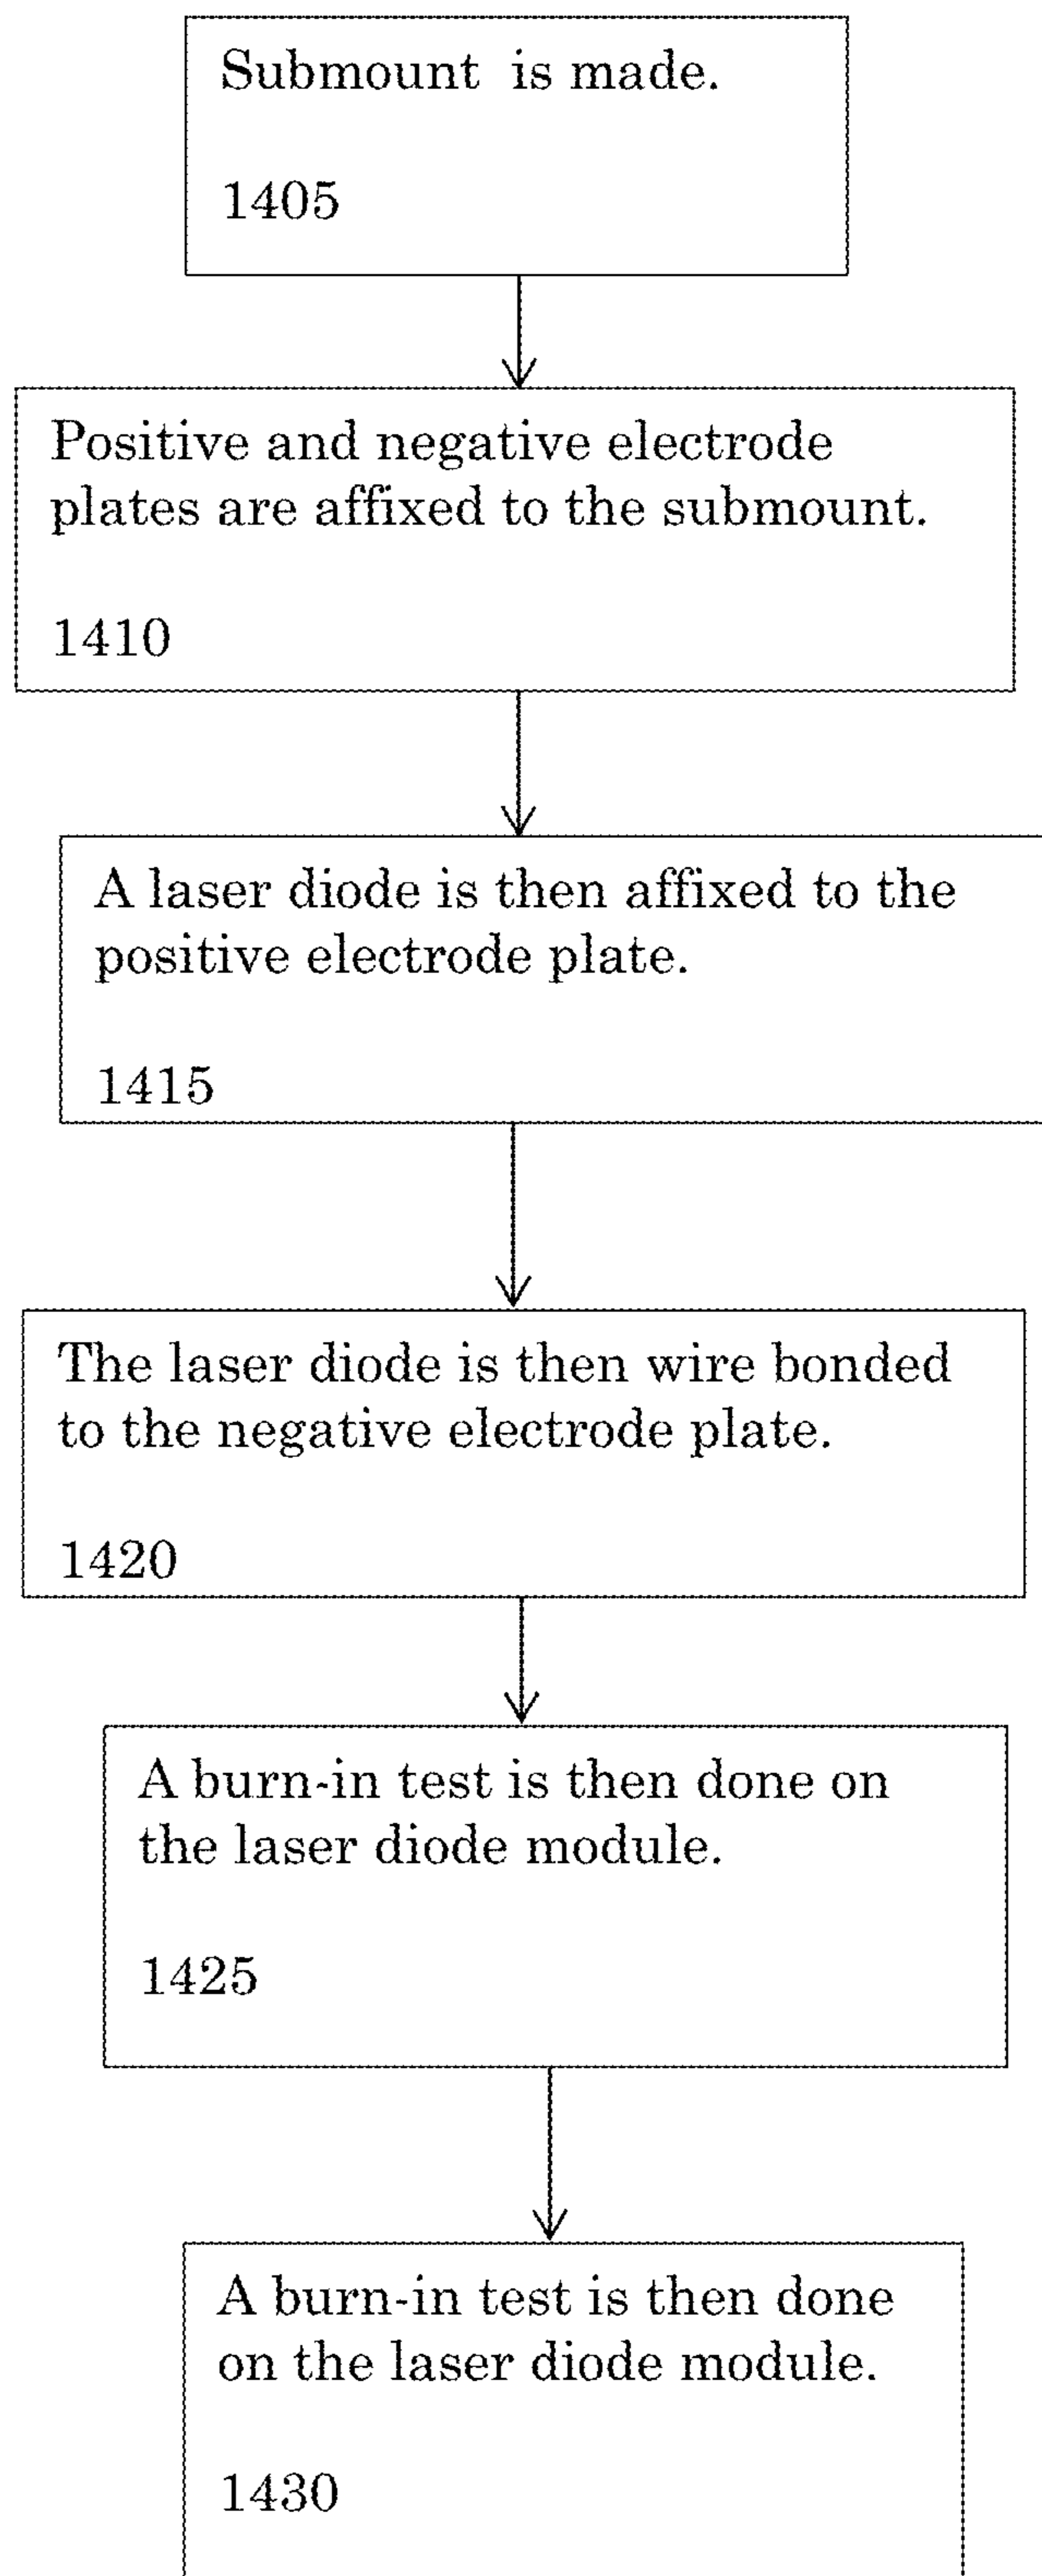 Submount is made.
1405
Positive and negative electrode
plates are affixed to the submount.
1410
A laser diode is then affixed to the
positive electrode plate.
1415
The laser diode is then wire bonded
to the negative electrode plate.
1420
A burn-in test is then done on
the laser diode module.
1425
A burn-in test is then done
on the laser diode module.
1430